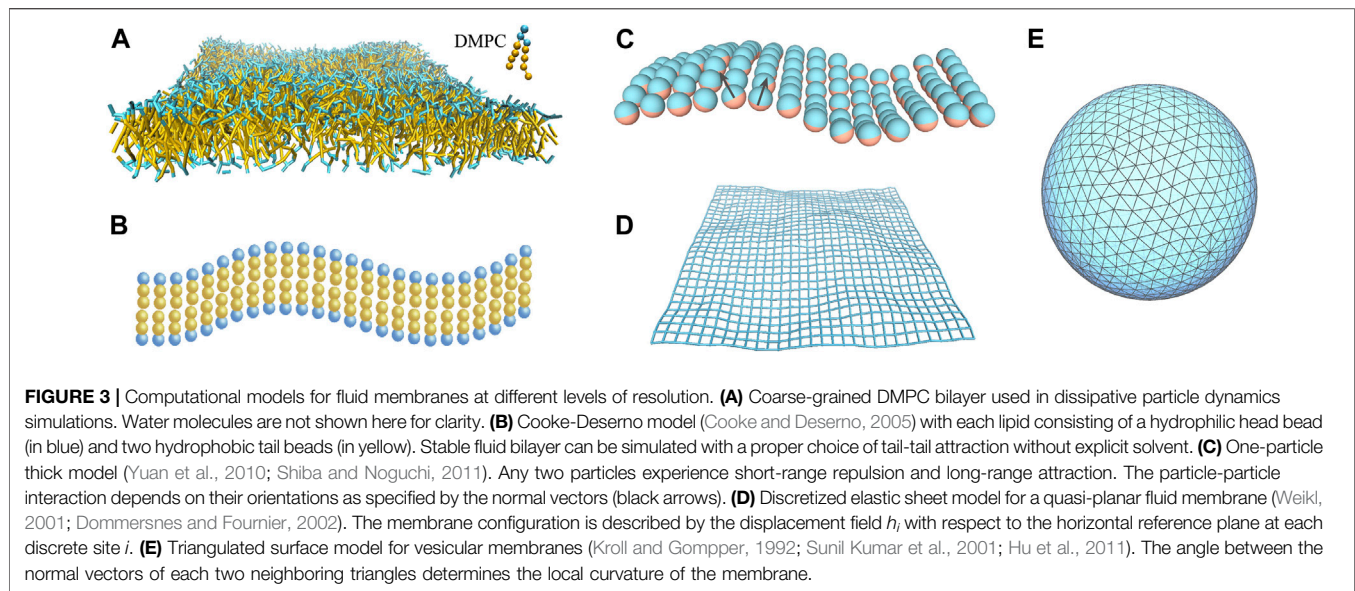 A
DMPC
C
E
B
D
FIGURE 3 | Computational models for fluid membranes at different levels of resolution. (A) Coarse-grained DMPC bilayer used in dissipative particle dynamics
simulations. Water molecules are not shown here for clarity. (B) Cooke-Deserno model (Cooke and Deserno, 2005) with each lipid consisting of a hydrophilic head bead
(in blue) and two hydrophobic tail beads (in yellow). Stable fluid bilayer can be simulated with a proper choice of tail-tail attraction without explicit solvent. (C) One-particle
thick model (Yuan et al., 2010; Shiba and Noguchi, 2011). Any two particles experience short-range repulsion and long-range attraction. The particle-particle
interaction depends on their orientations as specified by the normal vectors (black arrows). (D) Discretized elastic sheet model for a quasi-planar fluid membrane (Weikl,
2001; Dommersnes and Fournier, 2002). The membrane configuration is described by the displacement field hi with respect to the horizontal reference plane at each
discrete site i. (E) Triangulated surface model for vesicular membranes (Kroll and Gompper, 1992; Sunil Kumar et al., 2001; Hu et al., 2011). The angle between the
normal vectors of each two neighboring triangles determines the local curvature of the membrane.